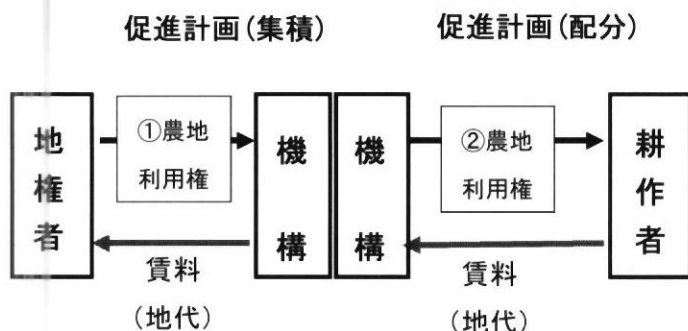 促進計画(集積)
促進計画(配分)
地権者
①農地
利用権
機構
機構
②農地
利用権
耕作者
賃料
(地代)
賃料
(地代)